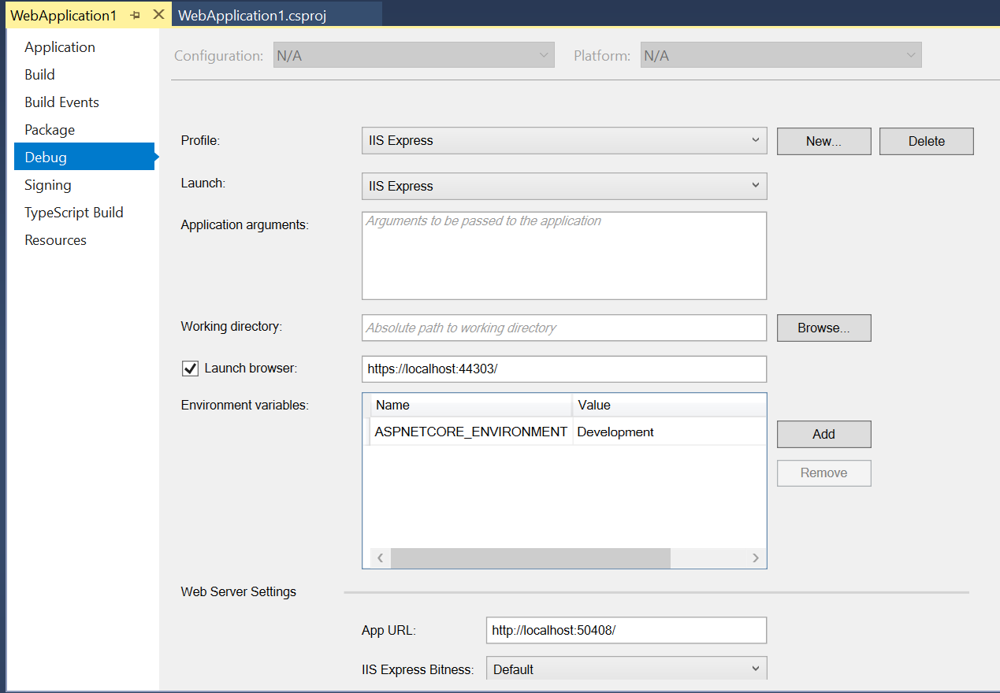 WebApplication1
WebApplication1.csproj
Application
Build
Build Events
Package
Debug
Signing
TypeScript Build
Resources
Configuration: N/A Platform: N/A
Profile: IIS Express New... Delete
Launch: IIS Express
Application arguments: Arguments to be passed to the application
Working directory: Absolute path to working directory Browse...
Launch browser: https://localhost:44303/
Environment variables: Name Value
ASPNETCORE_ENVIRONMENT Development
Add
Remove
Web Server Settings
App URL: http://localhost:50408/
IIS Express Bitness: Default